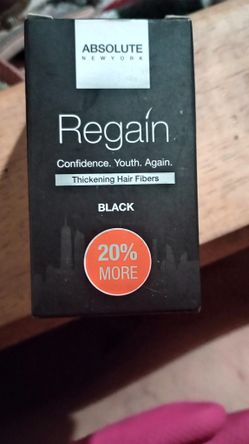 ABSOLUTE
NEW YORK
Regain
Confidence. Youth. Again.
Thickening Hair Fibers
BLACK
20%
MORE